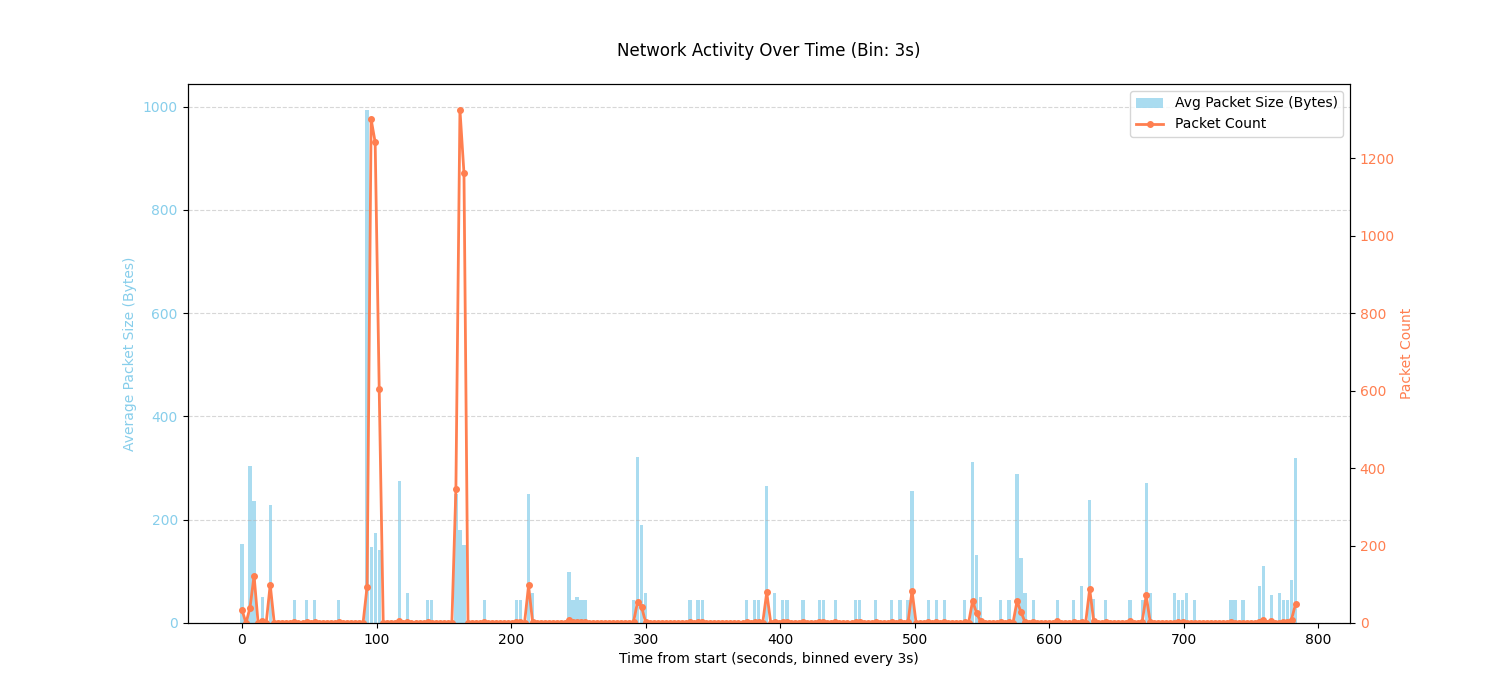 Network Activity Over Time (Bin: 3s)
Avg Packet Size (Bytes)
Packet Count
Average Packet Size (Bytes)
1000
800
600
400
200
0
1200
1000
800
600
400
200
0
Packet Count
0 100 200 300 400 500 600 700 800
Time from start (seconds, binned every 3s)